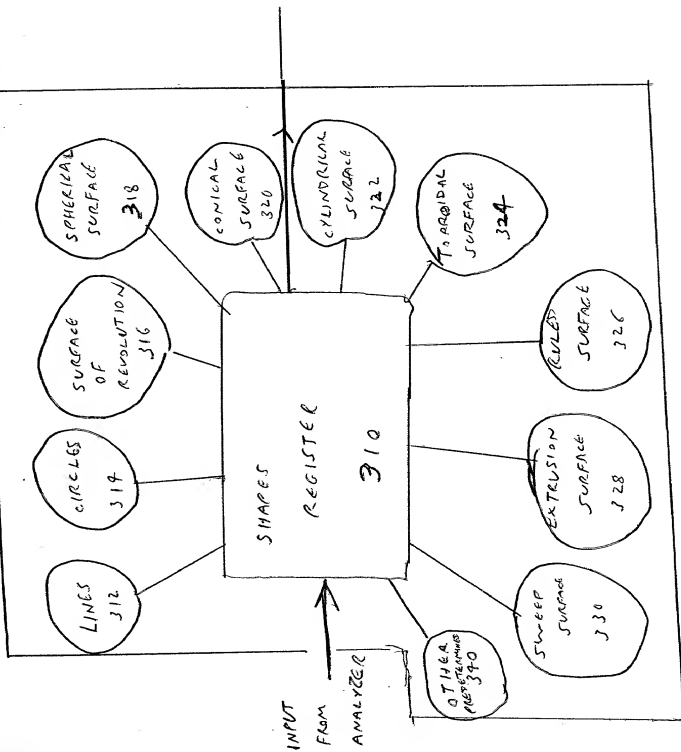 LINES
312
CIRCLES
314
SURFACE
OF
REVOLUTION
316
SPHERICAL
SURFACE
318
CONICAL
SURFACE
320
CYLINDRICAL
SURFACE
322
TOAROIDAL
SURFACE
324
RULED
SURFACE
326
EXTRUSION
SURFACE
328
SWEEP
SURFACE
330
OTHER
PREDETERMINED
340
SHAPES
REGISTER
310
INPUT
FROM
ANALYZER